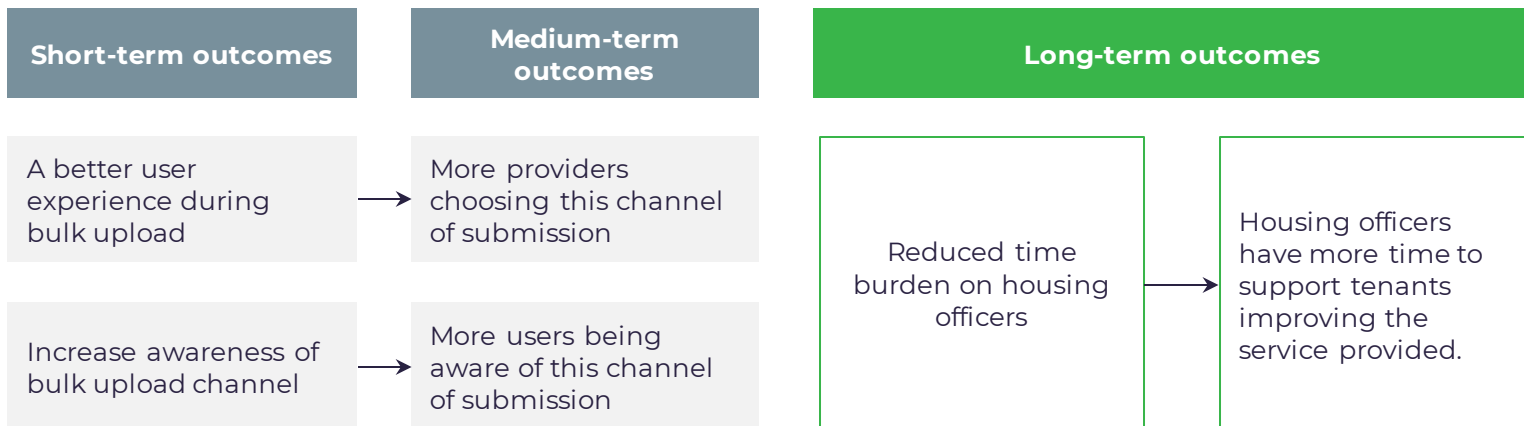 Short-term outcomes
Medium-term
outcomes
Long-term outcomes
A better user
experience during
bulk upload
More providers
choosing this channel
of submission
Increase awareness of
bulk upload channel
More users being
aware of this channel
of submission
Reduced time
burden on housing
officers
Housing officers
have more time to
support tenants
improving the
service provided.